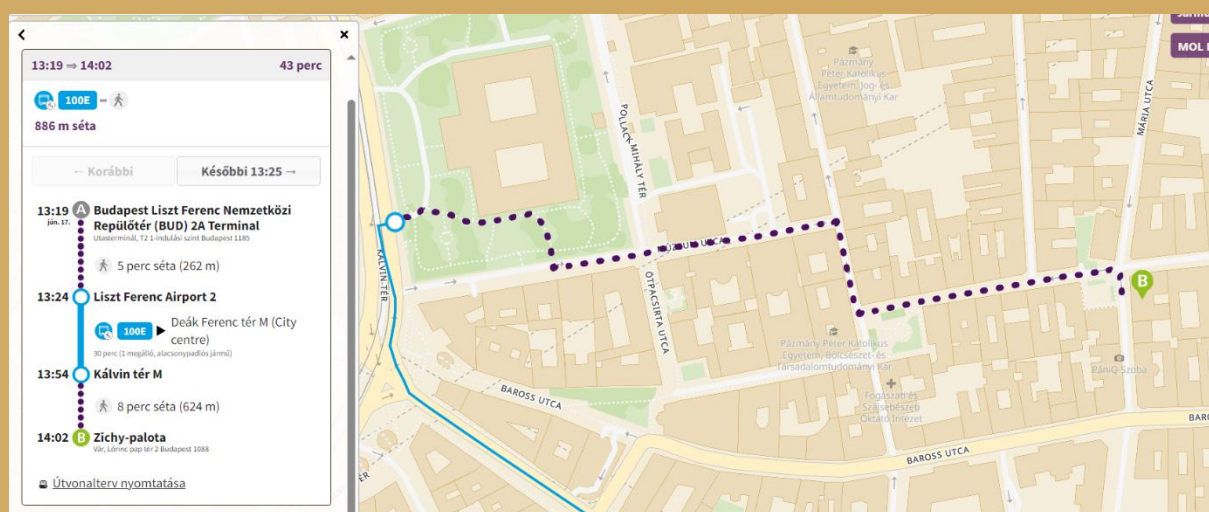 13:19 ⇒ 14:02 43 perc
100E –
886 m séta
← Korábbi Későbbi 13:25 →
13:19 A Budapest Liszt Ferenc Nemzetközi
jún. 17. Repülőtér (BUD) 2A Terminal
Utasterminál, T2 1-indulási szint Budapest 1185
5 perc séta (262 m)
13:24 Liszt Ferenc Airport 2
100E ▶ Deák Ferenc tér M (City
centre)
30 perc (1 megálló, alacsonypadlós jármű)
13:54 Kálvin tér M
8 perc séta (624 m)
14:02 B Zichy-palota
Vár, Lőrinc pap tér 2 Budapest 1088
Útvonalterv nyomtatása
MOL
Pázmány
Péter Katolikus
Egyetem, Jog- és
Államtudományi Kar
POLLACK MIHÁLY TÉR
MÁRIA UTCA
KÁLVIN TÉR
MÚZEUM UTCA
ÖTPACSIRTA UTCA
B
Pázmány Péter Katolikus
Egyetem, Bölcsészet- és
Társadalomtudományi Kar
PániQ-Szoba
Fogászati és
Szájsebészeti
Oktató Intézet
BAROSS UTCA
BAROSS UTCA
BAROSS UTCA